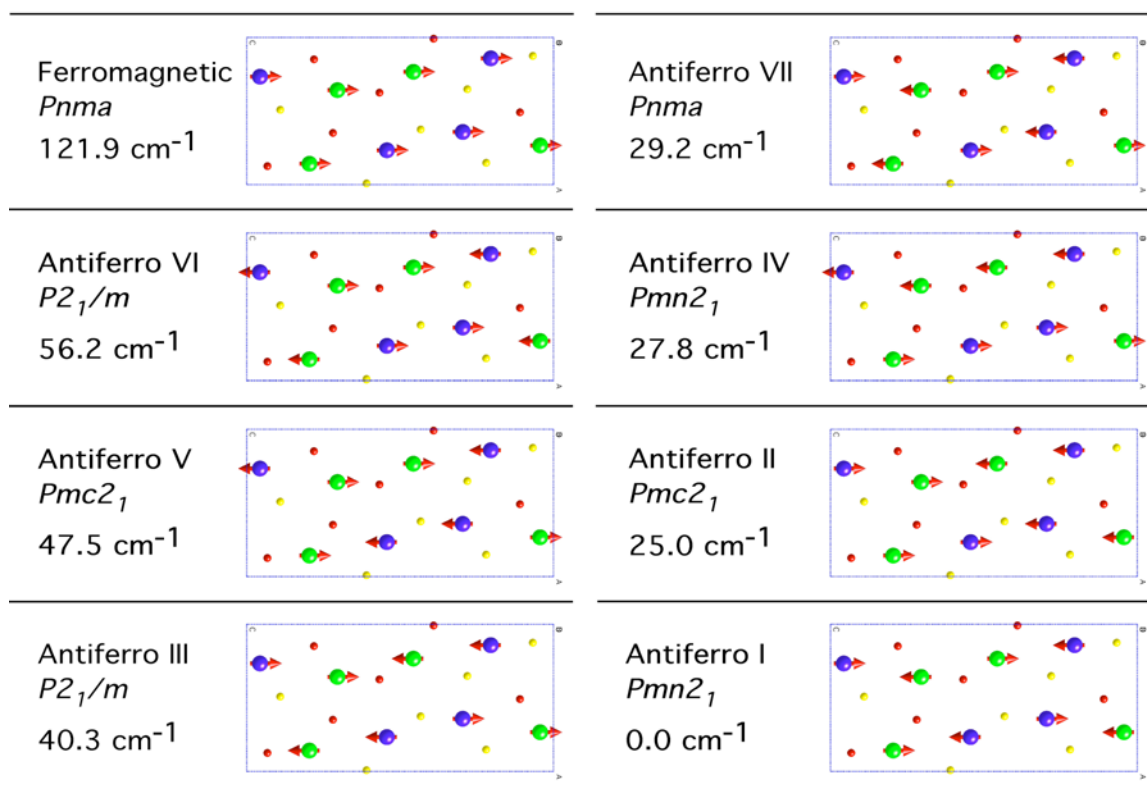 Ferromagnetic
Pnma
121.9 cm-1
C
B
A
Antiferro VII
Pnma
29.2 cm-1
C
B
A
Antiferro VI
P21/m
56.2 cm-1
C
B
A
Antiferro IV
Pmn21
27.8 cm-1
C
B
A
Antiferro V
Pmc21
47.5 cm-1
C
B
A
Antiferro II
Pmc21
25.0 cm-1
C
B
A
Antiferro III
P21/m
40.3 cm-1
C
B
A
Antiferro I
Pmn21
0.0 cm-1
C
B
A